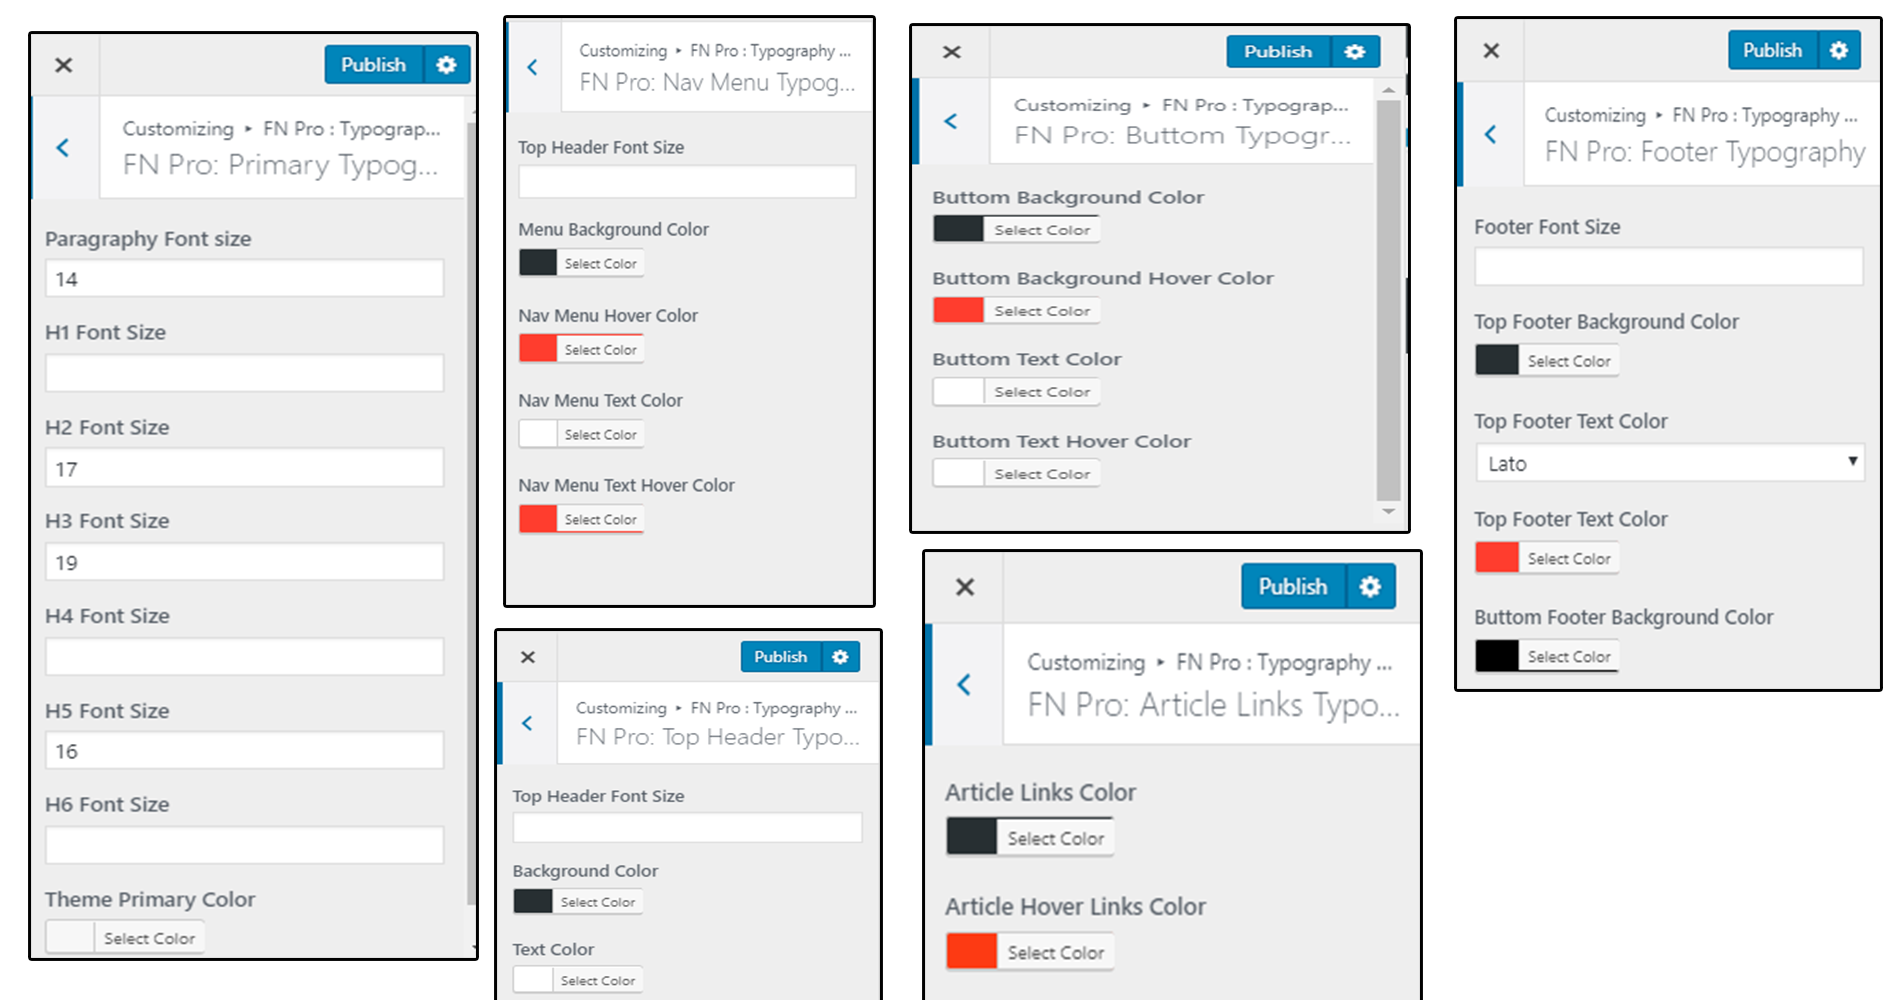 Publish
Customizing ▸ FN Pro : Typograp...
FN Pro: Primary Typog...
Paragraphy Font size
14
H1 Font Size
H2 Font Size
17
H3 Font Size
19
H4 Font Size
H5 Font Size
16
H6 Font Size
Theme Primary Color
Select Color
Customizing ▸ FN Pro : Typography ...
FN Pro: Nav Menu Typog...
Top Header Font Size
Menu Background Color
Select Color
Nav Menu Hover Color
Select Color
Nav Menu Text Color
Select Color
Nav Menu Text Hover Color
Select Color
Publish
Customizing ▸ FN Pro : Typography ...
FN Pro: Top Header Typo...
Top Header Font Size
Background Color
Select Color
Text Color
Select Color
Publish
Customizing ▸ FN Pro : Typograp...
FN Pro: Buttom Typogr...
Buttom Background Color
Select Color
Buttom Background Hover Color
Select Color
Buttom Text Color
Select Color
Buttom Text Hover Color
Select Color
Publish
Customizing ▸ FN Pro : Typography ...
FN Pro: Article Links Typo...
Article Links Color
Select Color
Article Hover Links Color
Select Color
Publish
Customizing ▸ FN Pro : Typography ...
FN Pro: Footer Typography
Footer Font Size
Top Footer Background Color
Select Color
Top Footer Text Color
Lato
Top Footer Text Color
Select Color
Buttom Footer Background Color
Select Color